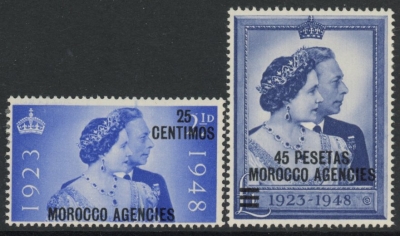 25
CENTIMOS
1923
1948
MOROCCO AGENCIES
45 PESETAS
MOROCCO AGENCIES
1923-1948